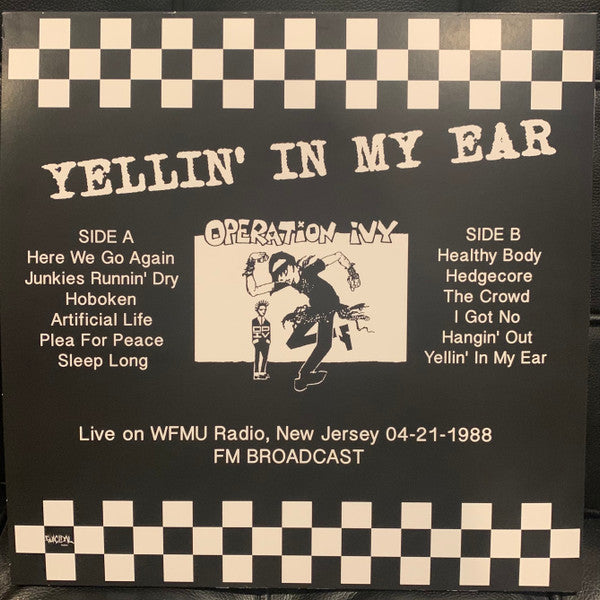 YELLIN' IN MY EAR
OPERATION IVY
SIDE A
Here We Go Again
Junkies Runnin' Dry
Hoboken
Artificial Life
Plea For Peace
Sleep Long
SIDE B
Healthy Body
Hedgecore
The Crowd
I Got No
Hangin' Out
Yellin' In My Ear
Live on WFMU Radio, New Jersey 04-21-1988
FM BROADCAST